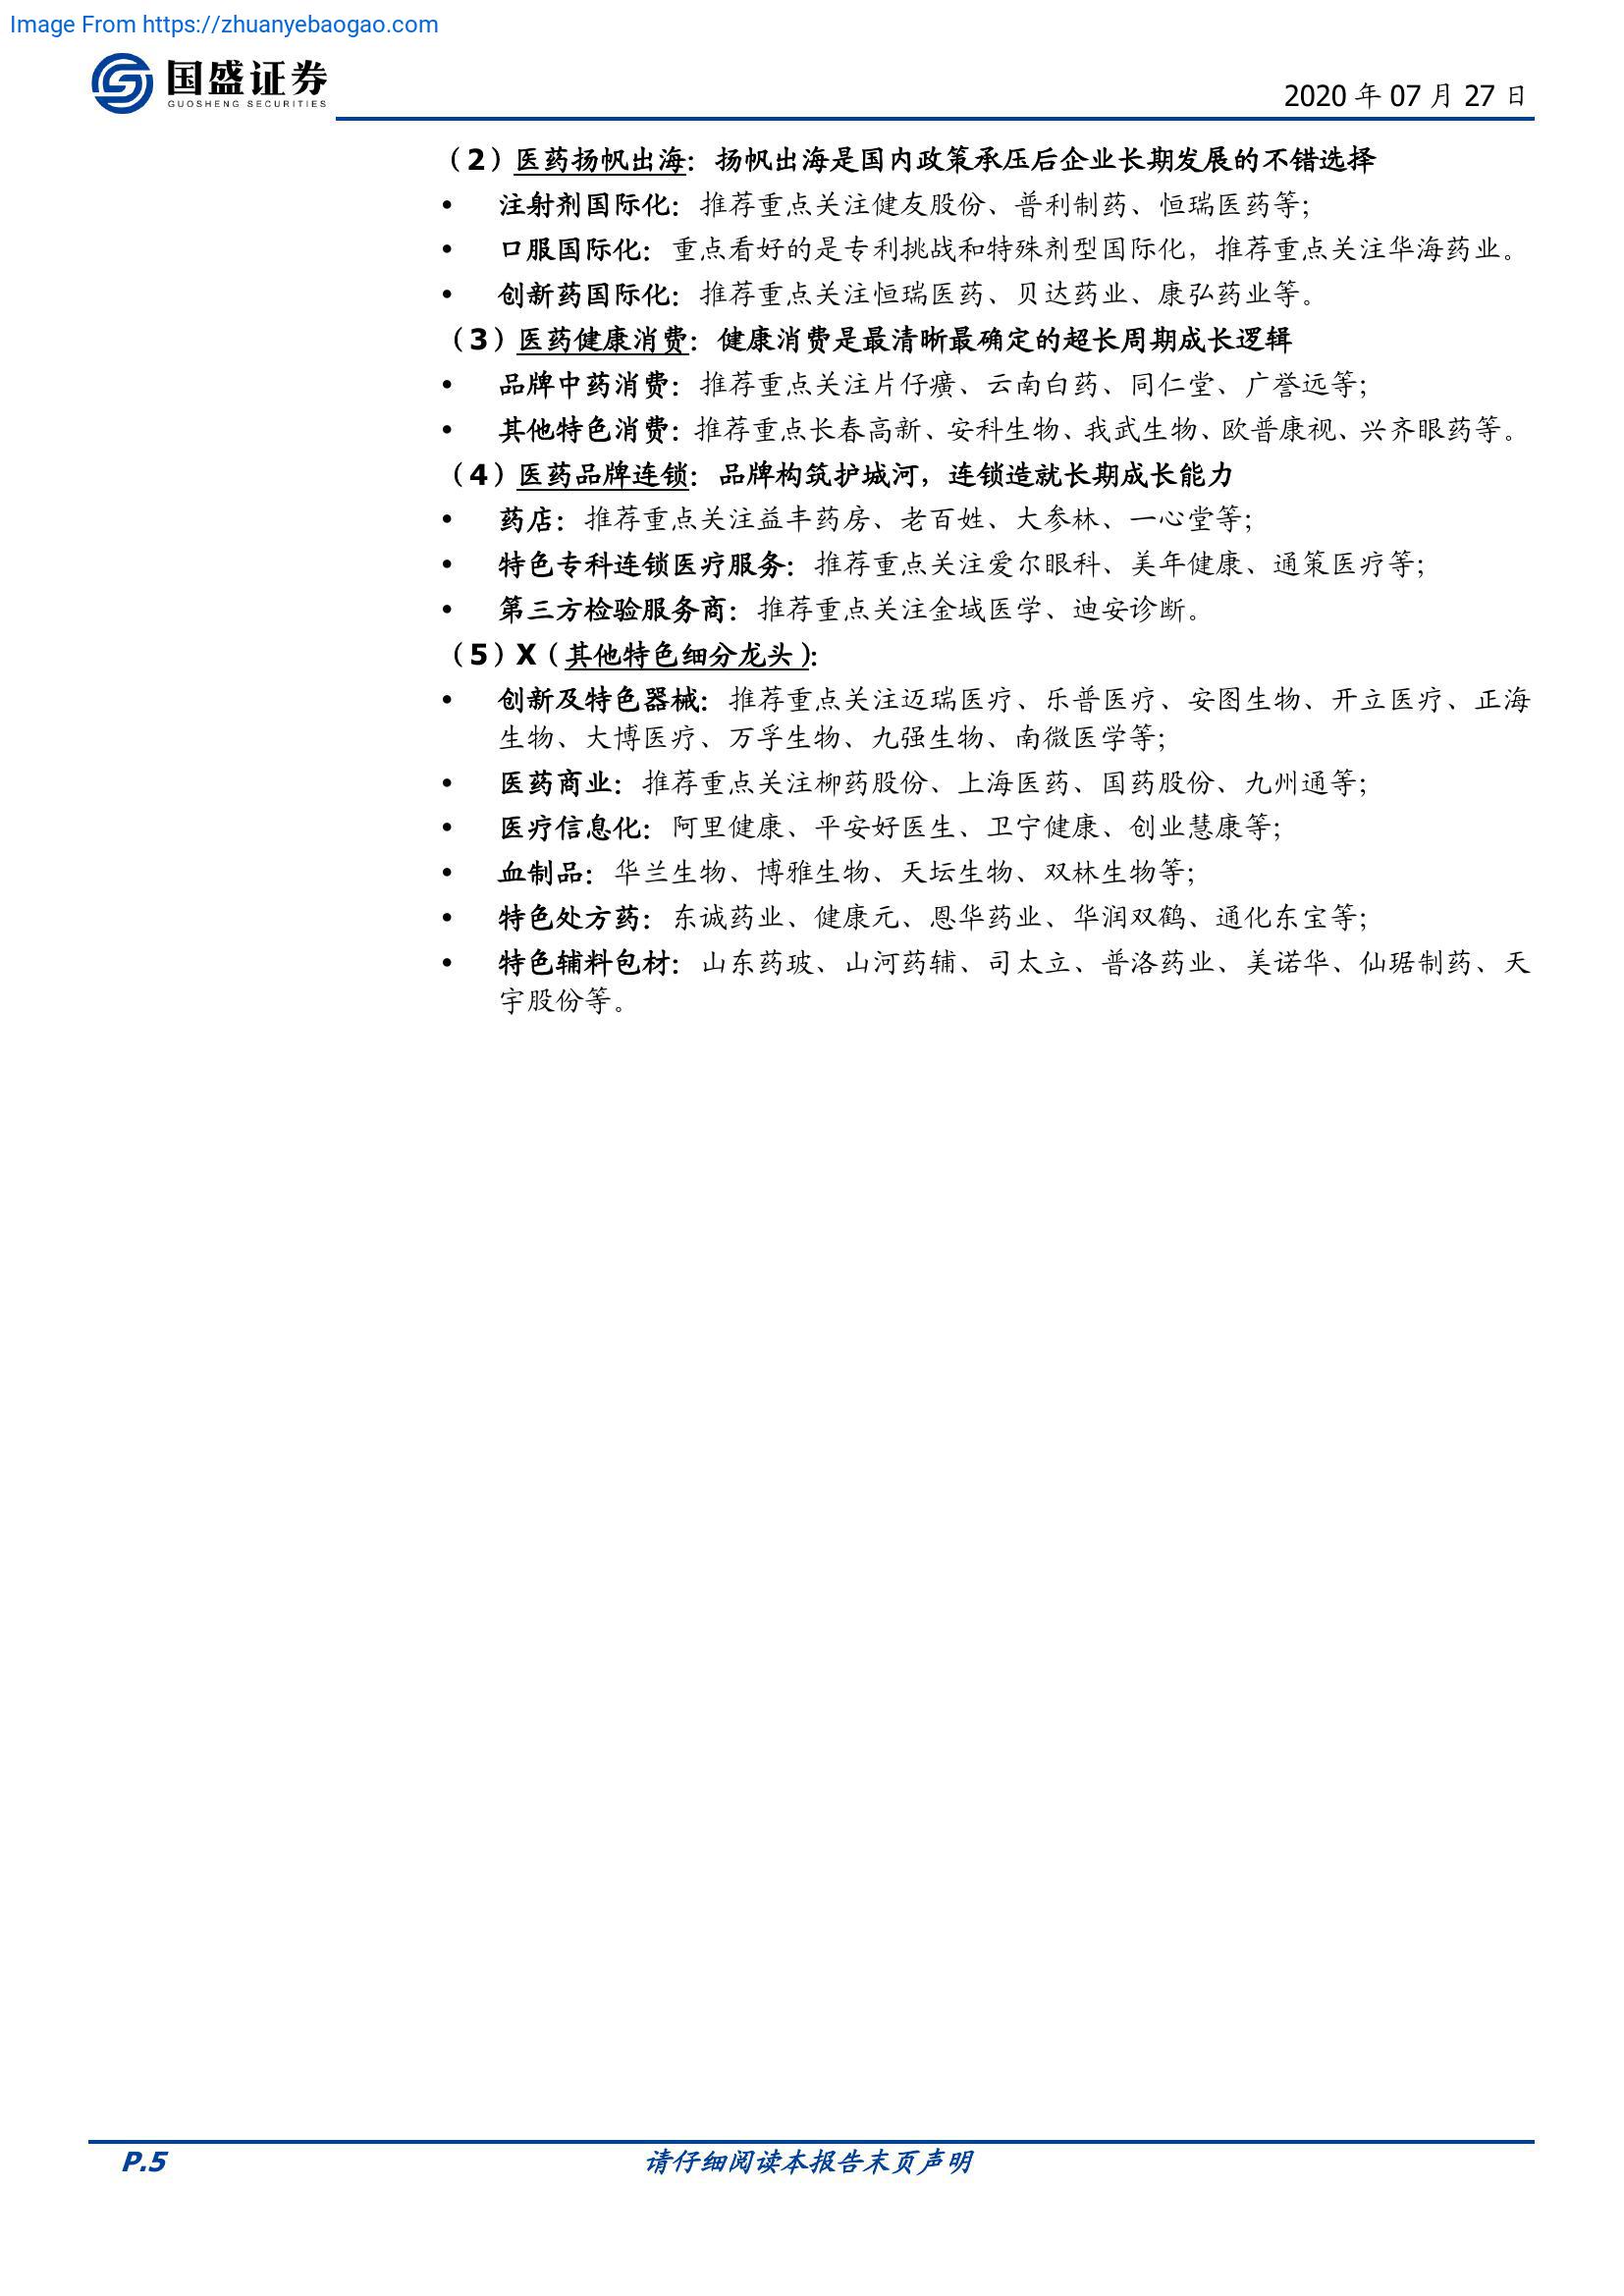 Image From https://zhuanyebaogao.com
国盛证券
GUOSHENG SECURITIES
2020 年 07 月 27 日
（2）医药扬帆出海：扬帆出海是国内政策承压后企业长期发展的不错选择
• 注射剂国际化：推荐重点关注健友股份、普利制药、恒瑞医药等；
• 口服国际化：重点看好的是专利挑战和特殊剂型国际化，推荐重点关注华海药业。
• 创新药国际化：推荐重点关注恒瑞医药、贝达药业、康弘药业等。
（3）医药健康消费：健康消费是最清晰最确定的超长周期成长逻辑
• 品牌中药消费：推荐重点关注片仔癀、云南白药、同仁堂、广誉远等；
• 其他特色消费：推荐重点长春高新、安科生物、我武生物、欧普康视、兴齐眼药等。
（4）医药品牌连锁：品牌构筑护城河，连锁造就长期成长能力
• 药店：推荐重点关注益丰药房、老百姓、大参林、一心堂等；
• 特色专科连锁医疗服务：推荐重点关注爱尔眼科、美年健康、通策医疗等；
• 第三方检验服务商：推荐重点关注金域医学、迪安诊断。
（5）X（其他特色细分龙头）：
• 创新及特色器械：推荐重点关注迈瑞医疗、乐普医疗、安图生物、开立医疗、正海
生物、大博医疗、万孚生物、九强生物、南微医学等；
• 医药商业：推荐重点关注柳药股份、上海医药、国药股份、九州通等；
• 医疗信息化：阿里健康、平安好医生、卫宁健康、创业慧康等；
• 血制品：华兰生物、博雅生物、天坛生物、双林生物等；
• 特色处方药：东诚药业、健康元、恩华药业、华润双鹤、通化东宝等；
• 特色辅料包材：山东药玻、山河药辅、司太立、普洛药业、美诺华、仙琚制药、天
宇股份等。
P.5
请仔细阅读本报告末页声明